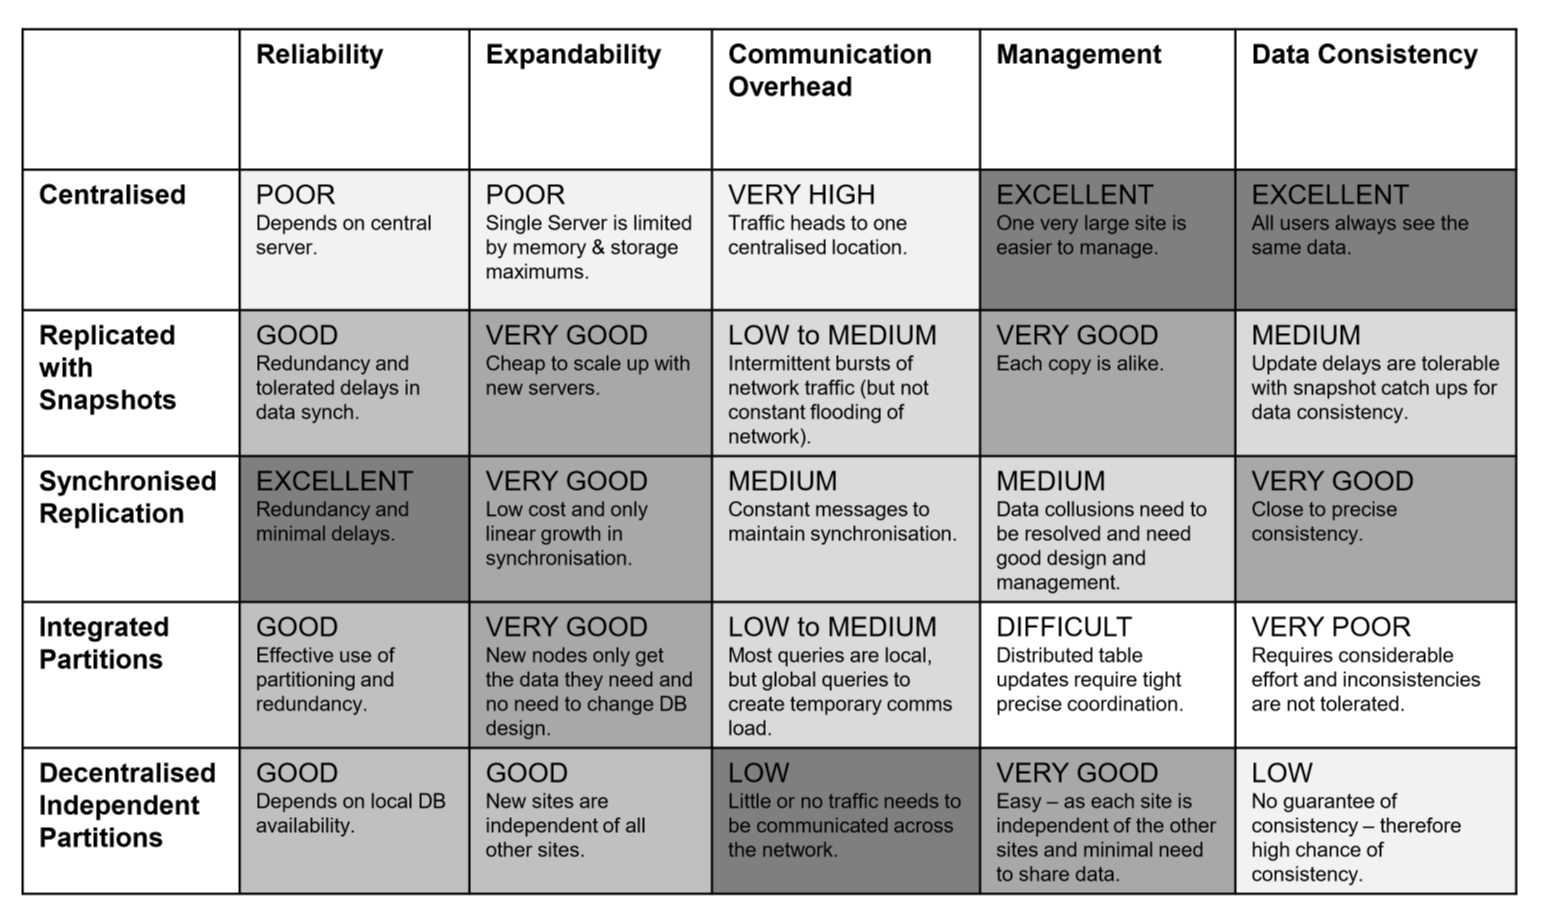 Reliability
Expandability
Communication
Overhead
Management
Data Consistency
Centralised
POOR
Depends on central
server.
POOR
Single Server is limited
by memory & storage
maximums.
VERY HIGH
Traffic heads to one
centralised location.
EXCELLENT
One very large site is
easier to manage.
EXCELLENT
All users always see the
same data.
Replicated
with
Snapshots
GOOD
Redundancy and
tolerated delays in
data synch.
VERY GOOD
Cheap to scale up with
new servers.
LOW to MEDIUM
Intermittent bursts of
network traffic (but not
constant flooding of
network).
VERY GOOD
Each copy is alike.
MEDIUM
Update delays are tolerable
with snapshot catch ups for
data consistency.
Synchronised
Replication
EXCELLENT
Redundancy and
minimal delays.
VERY GOOD
Low cost and only
linear growth in
synchronisation.
MEDIUM
Constant messages to
maintain synchronisation.
MEDIUM
Data collusions need to
be resolved and need
good design and
management.
VERY GOOD
Close to precise
consistency.
Integrated
Partitions
GOOD
Effective use of
partitioning and
redundancy.
VERY GOOD
New nodes only get
the data they need and
no need to change DB
design.
LOW to MEDIUM
Most queries are local,
but global queries to
create temporary comms
load.
DIFFICULT
Distributed table
updates require tight
precise coordination.
VERY POOR
Requires considerable
effort and inconsistencies
are not tolerated.
Decentralised
Independent
Partitions
GOOD
Depends on local DB
availability.
GOOD
New sites are
independent of all
other sites.
LOW
Little or no traffic needs to
be communicated across
the network.
VERY GOOD
Easy – as each site is
independent of the other
sites and minimal need
to share data.
LOW
No guarantee of
consistency – therefore
high chance of
consistency.